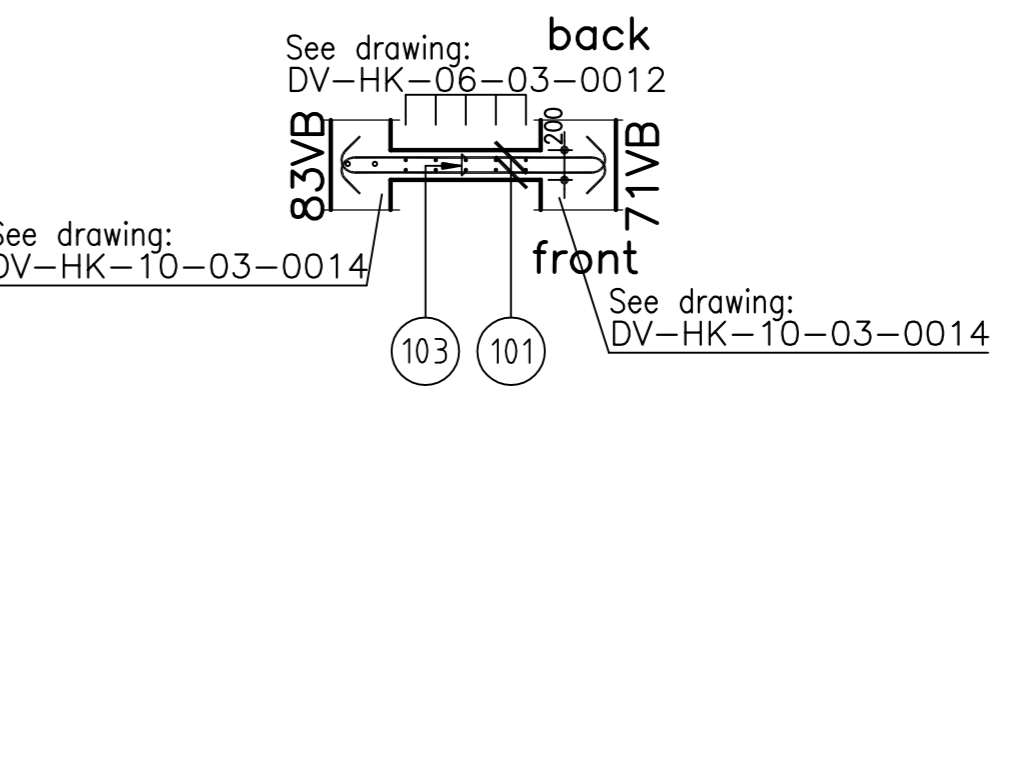 back
See drawing:
DV-HK-06-03-0012
200
83VB
71VB
See drawing:
DV-HK-10-03-0014
front
See drawing:
DV-HK-10-03-0014
103
101